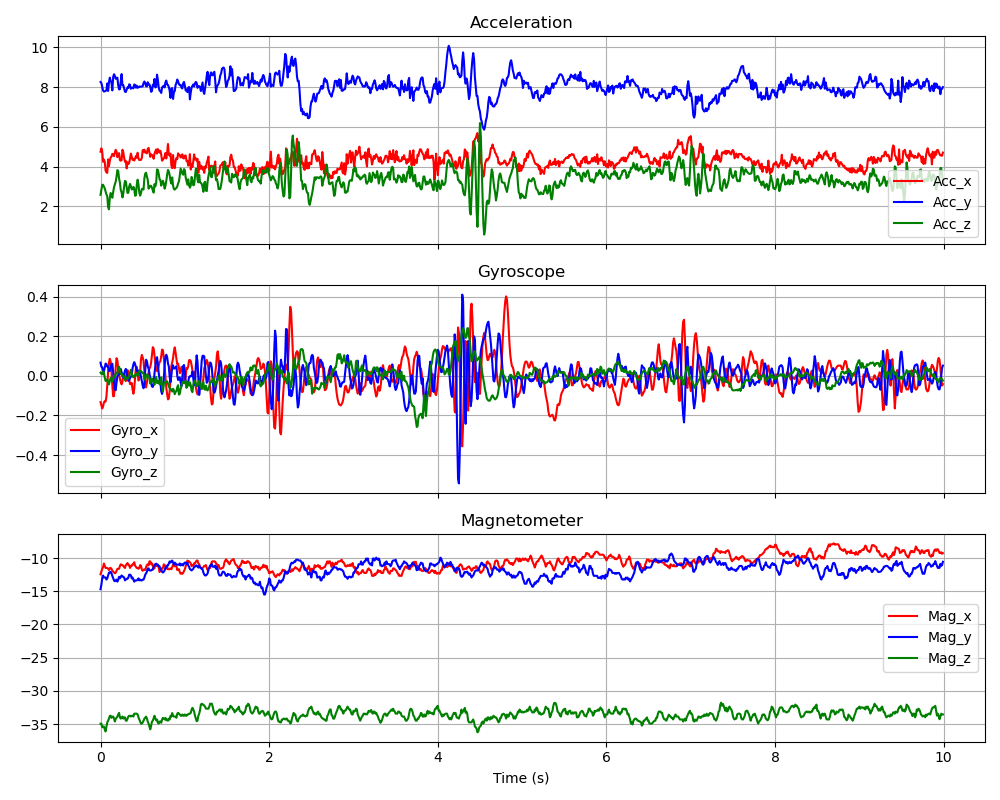 Acceleration
10
8
6
4
2
Acc_x
Acc_y
Acc_z
Gyroscope
0.4
0.2
0.0
−0.2
−0.4
Gyro_x
Gyro_y
Gyro_z
Magnetometer
−10
−15
−20
−25
−30
−35
Mag_x
Mag_y
Mag_z
0 2 4 6 8 10
Time (s)